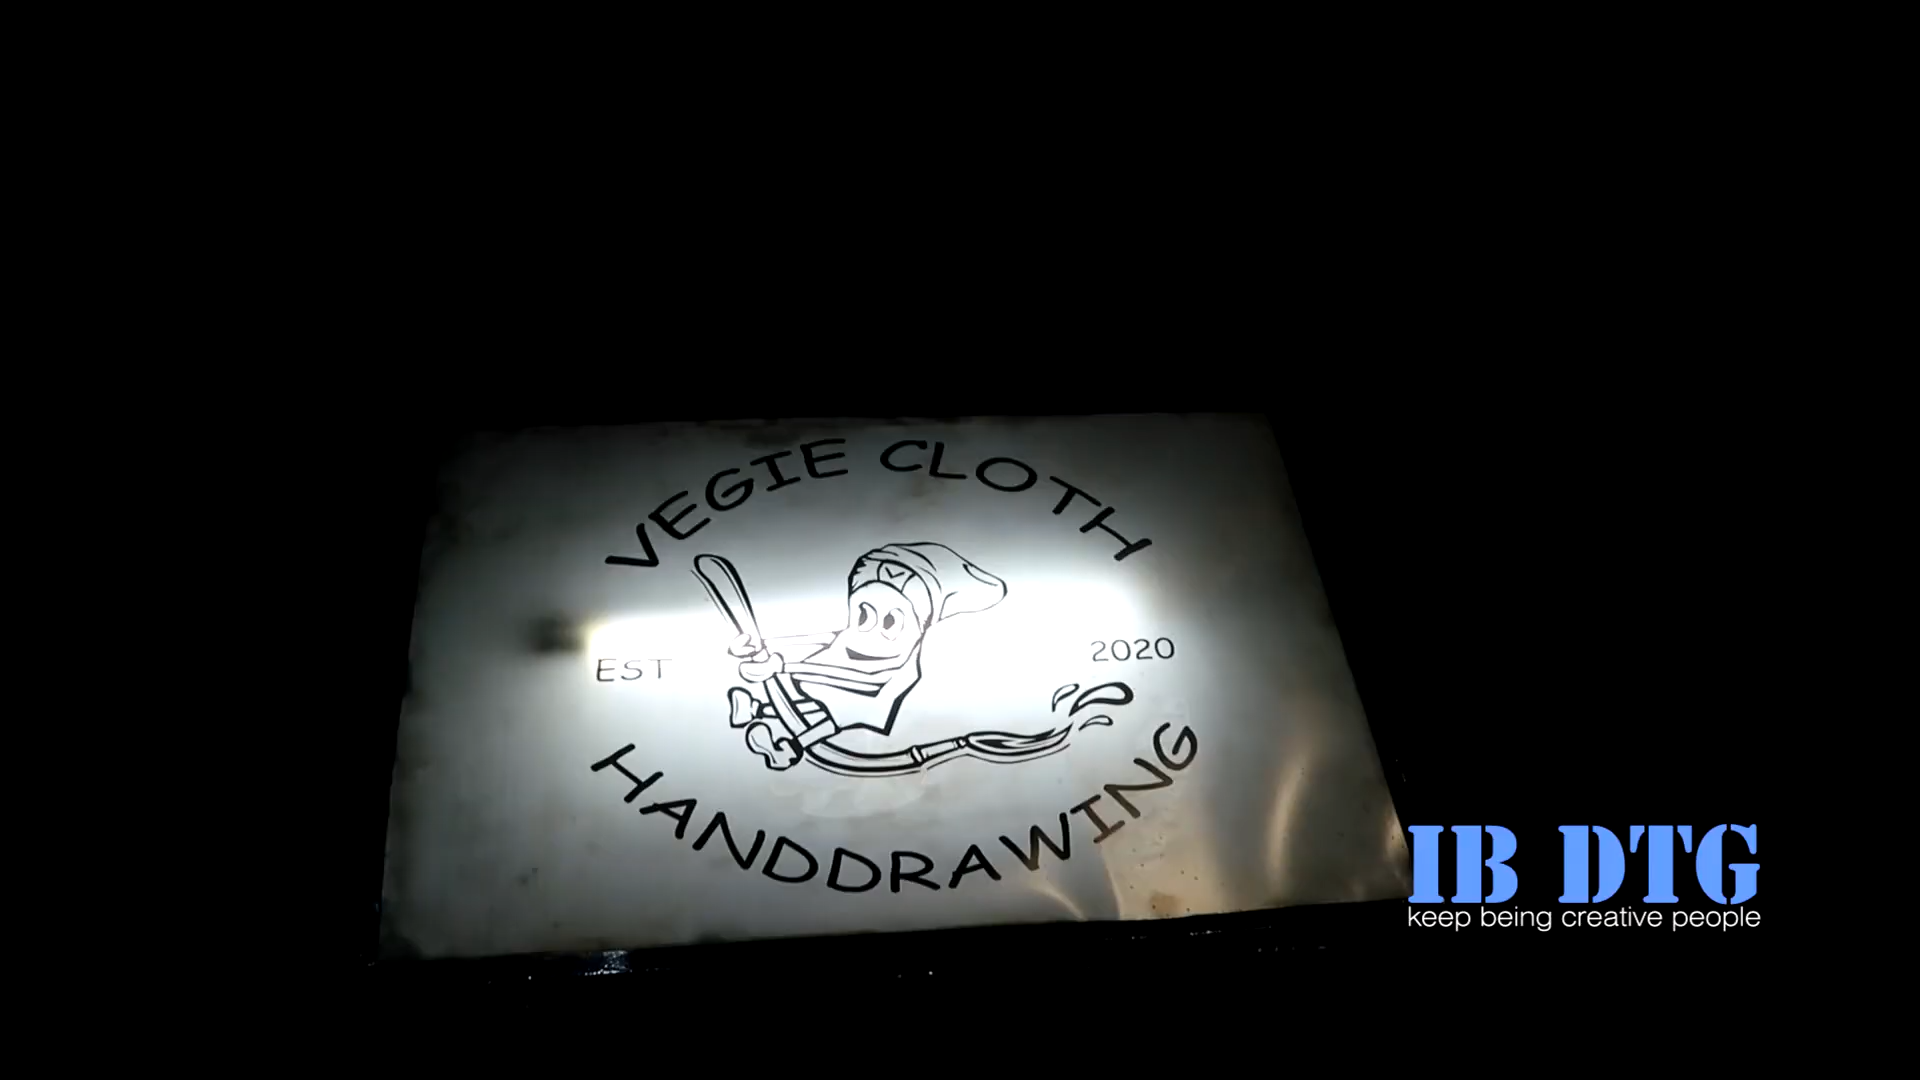 VEGIE CLOTH
EST
2020
HANDDRAWING
IB DTG
keep being creative people